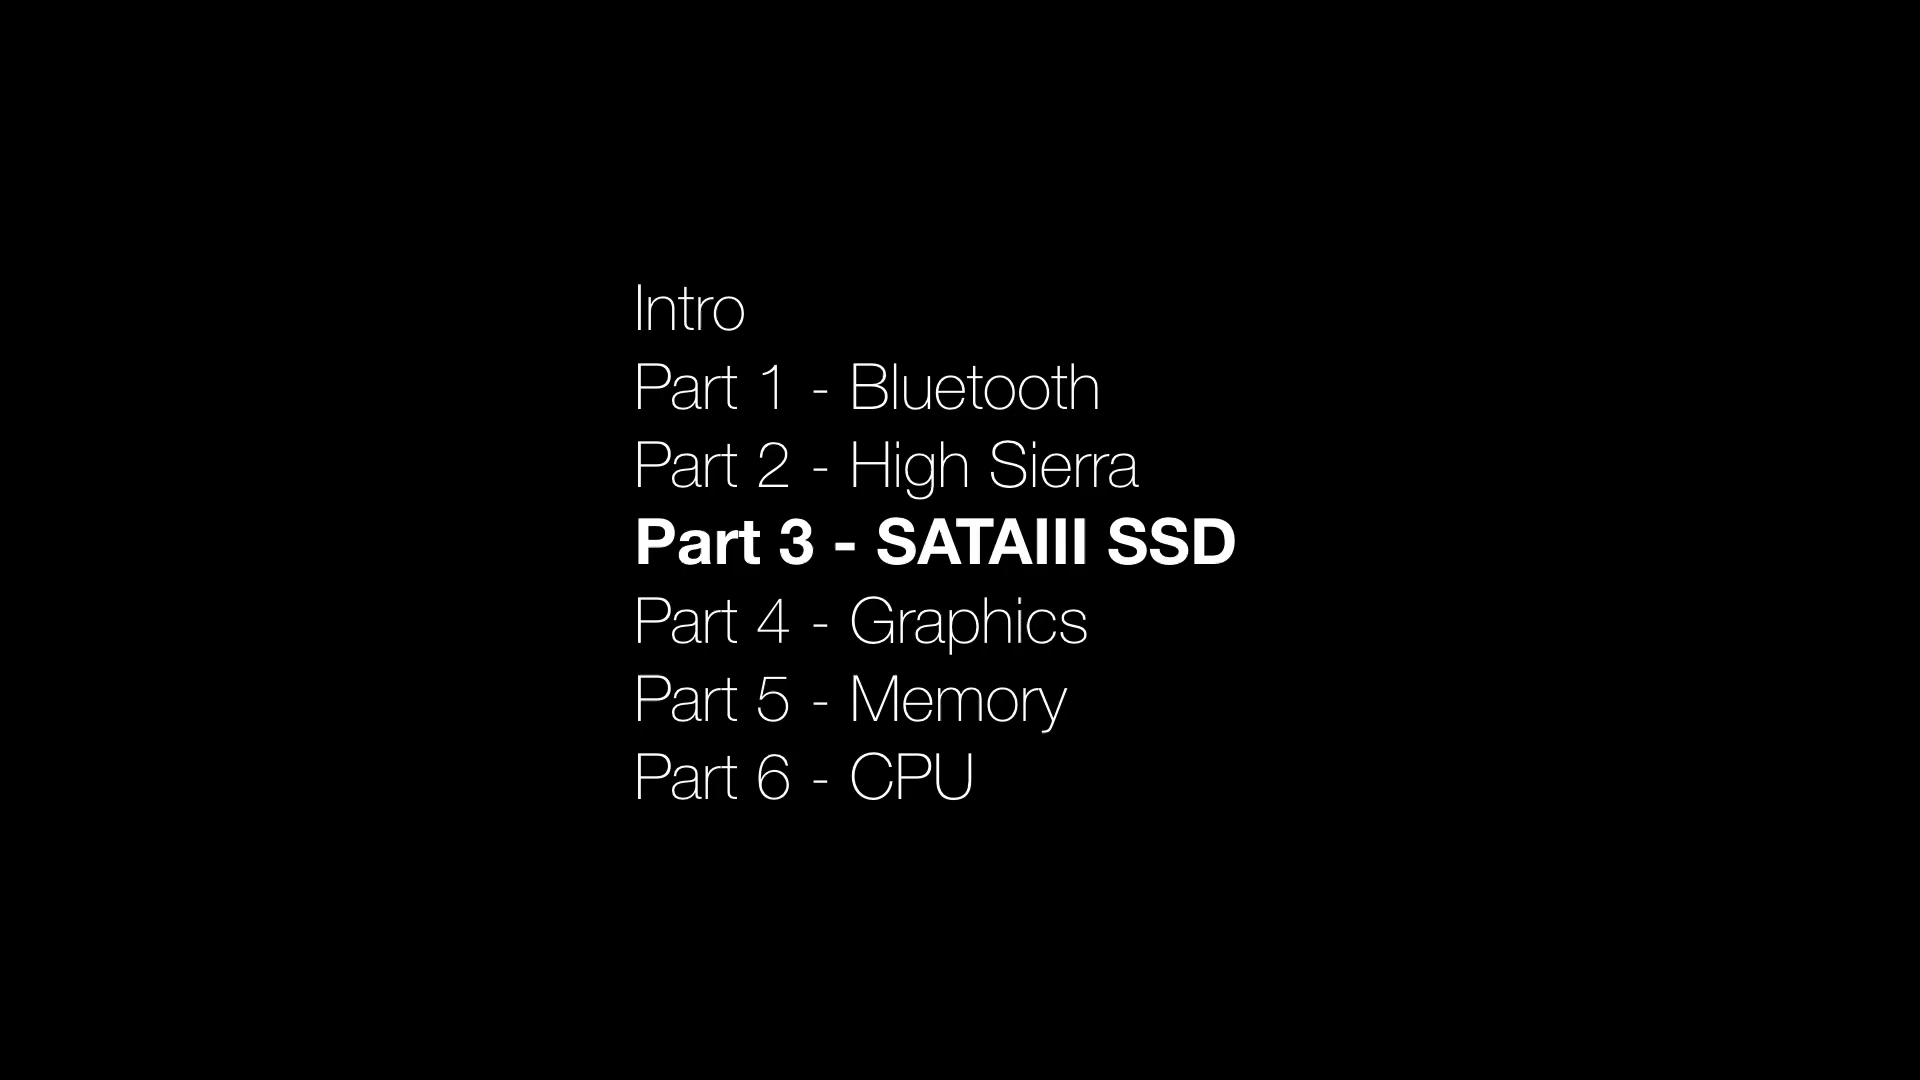 Intro
Part 1 - Bluetooth
Part 2 - High Sierra
Part 3 - SATAIII SSD
Part 4 - Graphics
Part 5 - Memory
Part 6 - CPU